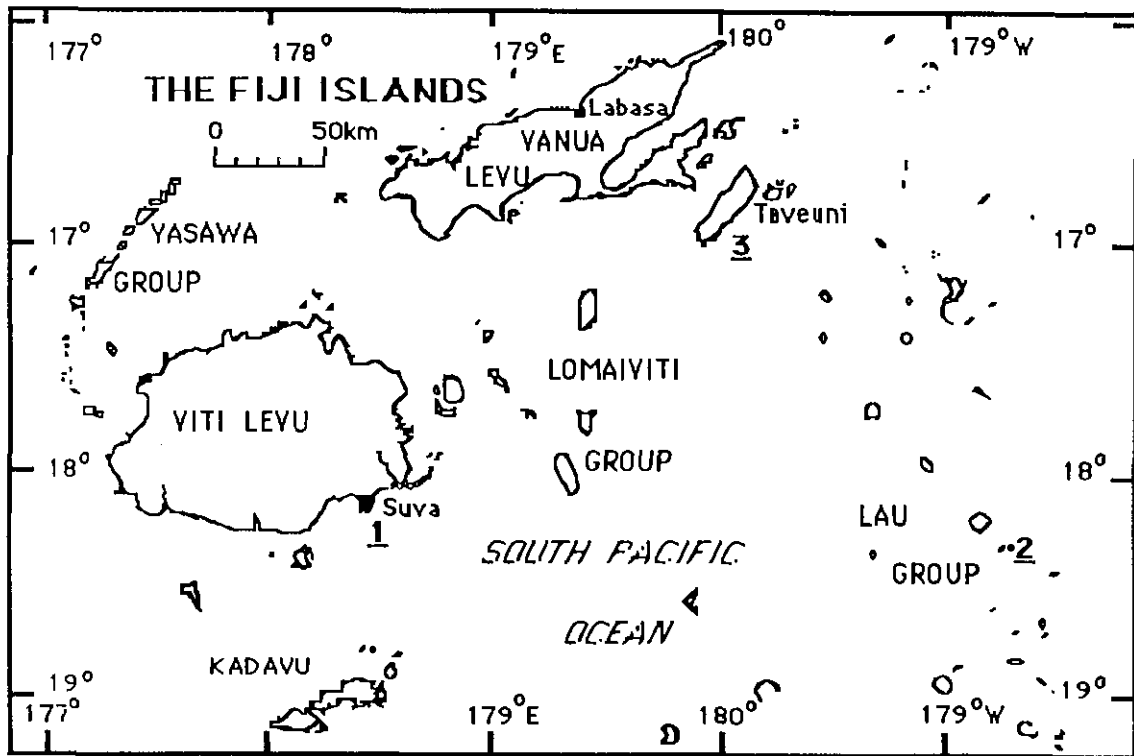 177° 178° 179°E 180° 179°W
THE FIJI ISLANDS
0 50km
Labasa
VANUA
LEVU
Taveuni
3
YASAWA
GROUP
17° 17°
LOMAIVITI
GROUP
VITI LEVU
18° 18°
Suva
1
LAU
GROUP
2
SOUTH PACIFIC
OCEAN
KADAVU
19° 19°
177° 179°E 180° 179°W